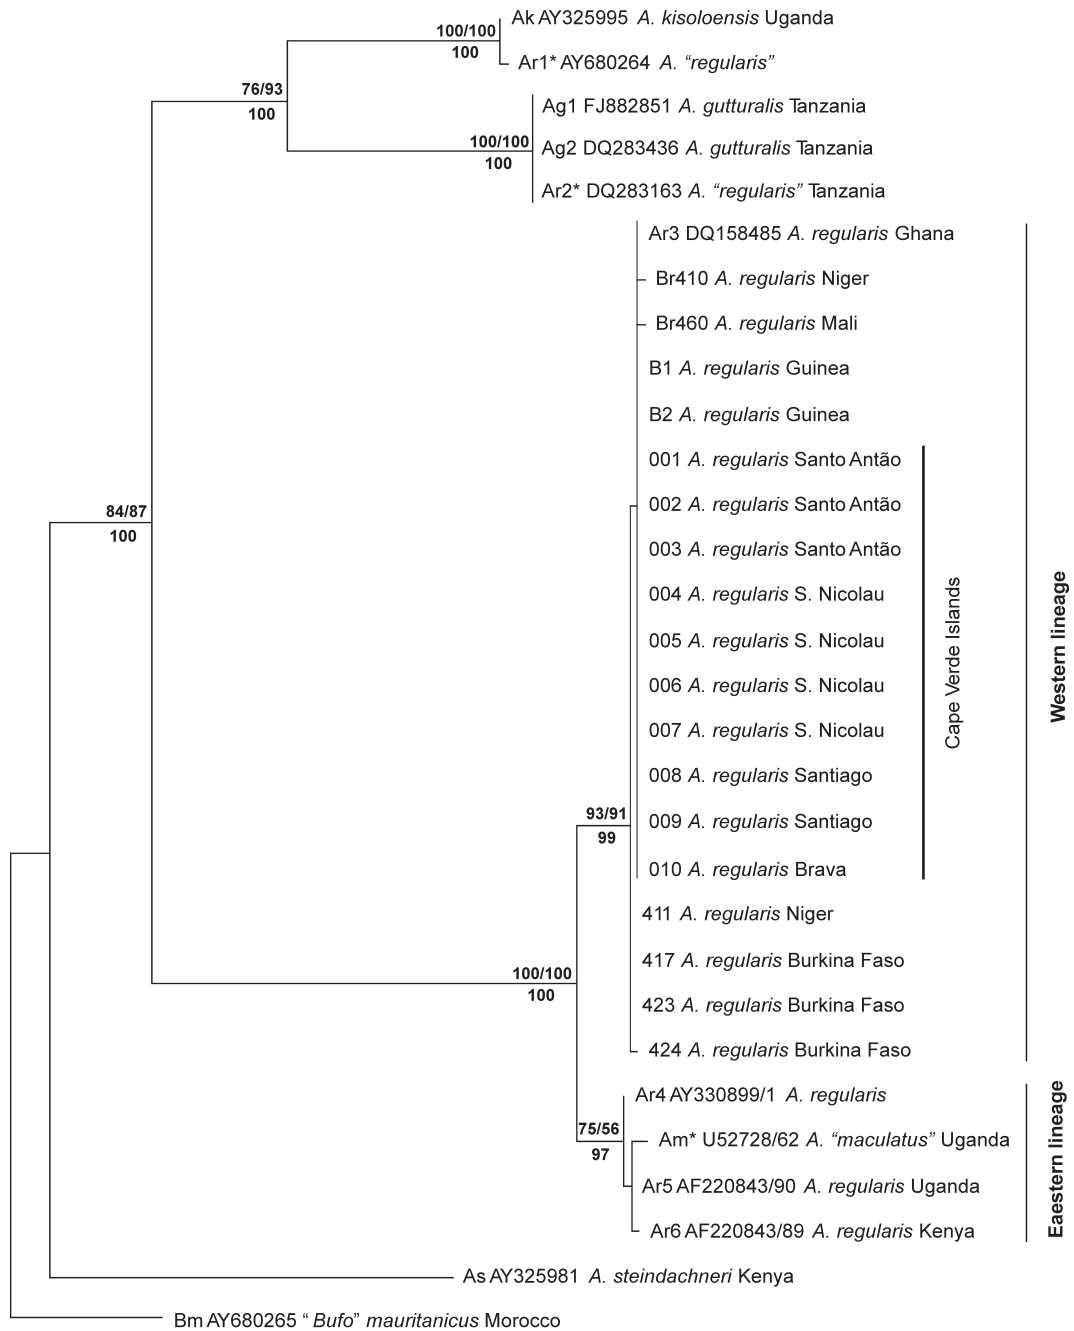 Ak AY325995 A. kisoloensis Uganda
100/100
100
Ar1* AY680264 A. “regularis”
76/93
100
Ag1 FJ882851 A. gutturalis Tanzania
100/100
100
Ag2 DQ283436 A. gutturalis Tanzania
Ar2* DQ283163 A. “regularis” Tanzania
Ar3 DQ158485 A. regularis Ghana
Br410 A. regularis Niger
Br460 A. regularis Mali
B1 A. regularis Guinea
B2 A. regularis Guinea
001 A. regularis Santo Antão
002 A. regularis Santo Antão
84/87
100
003 A. regularis Santo Antão
004 A. regularis S. Nicolau
005 A. regularis S. Nicolau
006 A. regularis S. Nicolau
007 A. regularis S. Nicolau
008 A. regularis Santiago
93/91
99
009 A. regularis Santiago
010 A. regularis Brava
Cape Verde Islands
Western lineage
411 A. regularis Niger
417 A. regularis Burkina Faso
100/100
100
423 A. regularis Burkina Faso
424 A. regularis Burkina Faso
Ar4 AY330899/1 A. regularis
75/56
97
Am* U52728/62 A. “maculatus” Uganda
Ar5 AF220843/90 A. regularis Uganda
Ar6 AF220843/89 A. regularis Kenya
Eaestern lineage
As AY325981 A. steindachneri Kenya
Bm AY680265 “ Bufo” mauritanicus Morocco